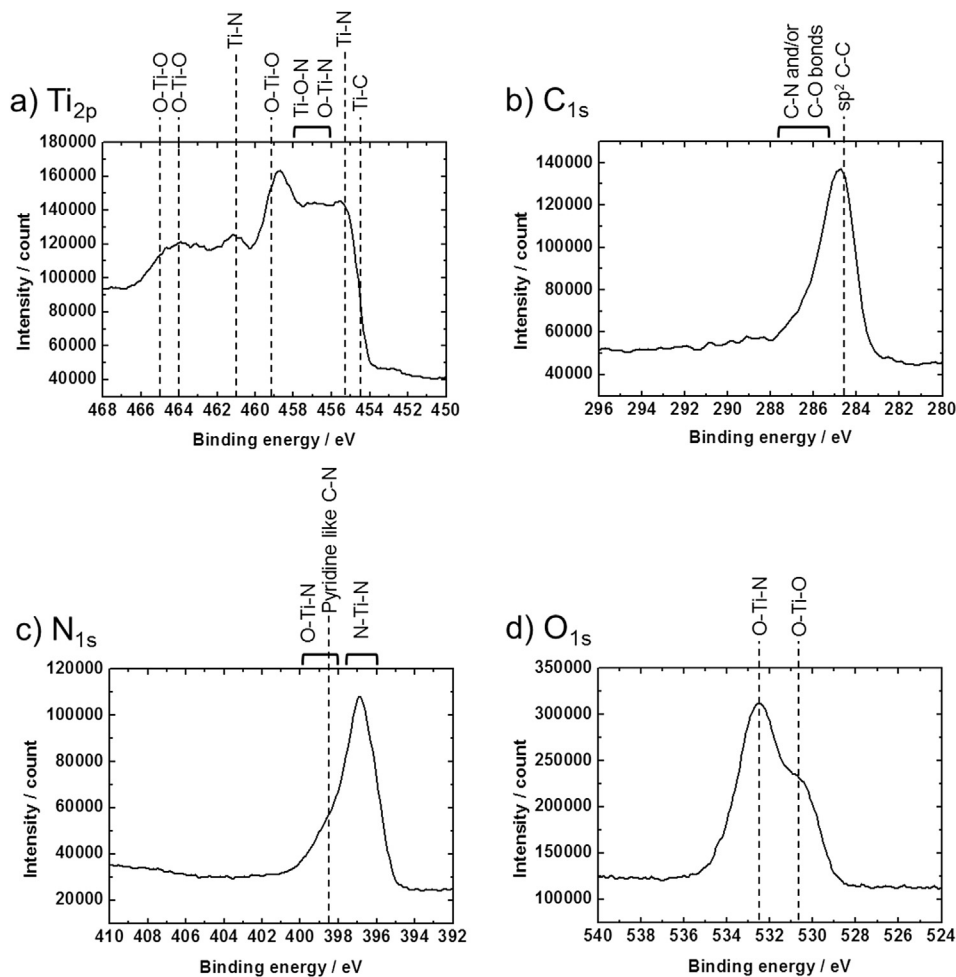 a) Ti2p
O-Ti-O
O-Ti-O
Ti-N
O-Ti-O
Ti-O-N
O-Ti-N
Ti-N
Ti-C
Intensity / count
180000
160000
140000
120000
100000
80000
60000
40000
468 466 464 462 460 458 456 454 452 450
Binding energy / eV
b) C1s
C-N and/or
C-O bonds
sp² C-C
Intensity / count
140000
120000
100000
80000
60000
40000
296 294 292 290 288 286 284 282 280
Binding energy / eV
c) N1s
O-Ti-N
Pyridine like C-N
N-Ti-N
Intensity / count
120000
100000
80000
60000
40000
20000
410 408 406 404 402 400 398 396 394 392
Binding energy / eV
d) O1s
O-Ti-N
O-Ti-O
Intensity / count
350000
300000
250000
200000
150000
100000
540 538 536 534 532 530 528 526 524
Binding energy / eV